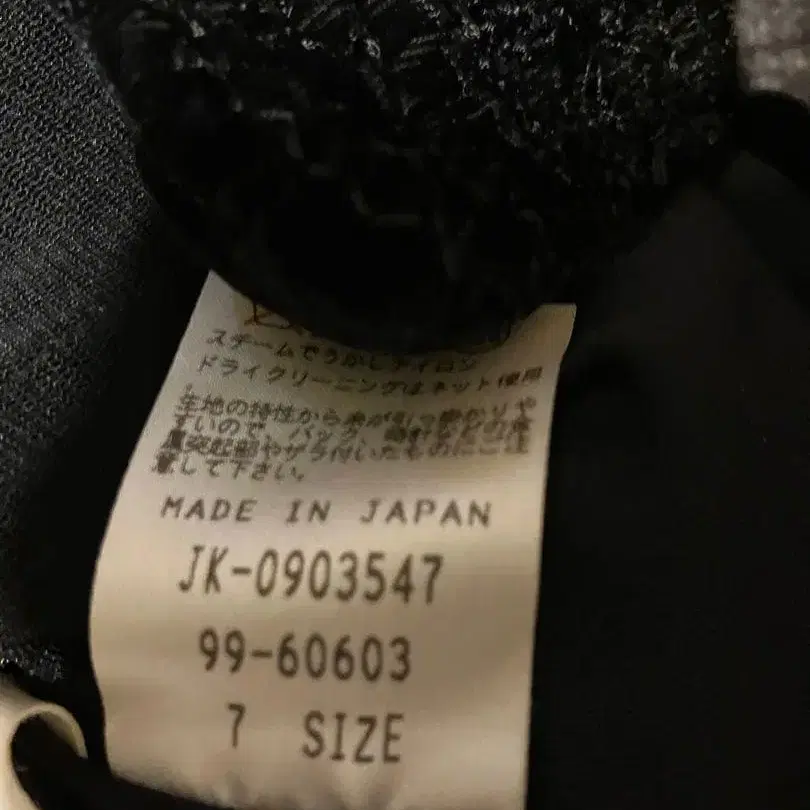 スチームでうかしアイロン
ドライクリーニングはネット使用
生地の特性から糸が引っ掛かりや
すいので、バッグ、時計などの金
属突起部やザラ付いたものにご注
意して下さい。
MADE IN JAPAN
JK-0903547
99-60603
7 SIZE